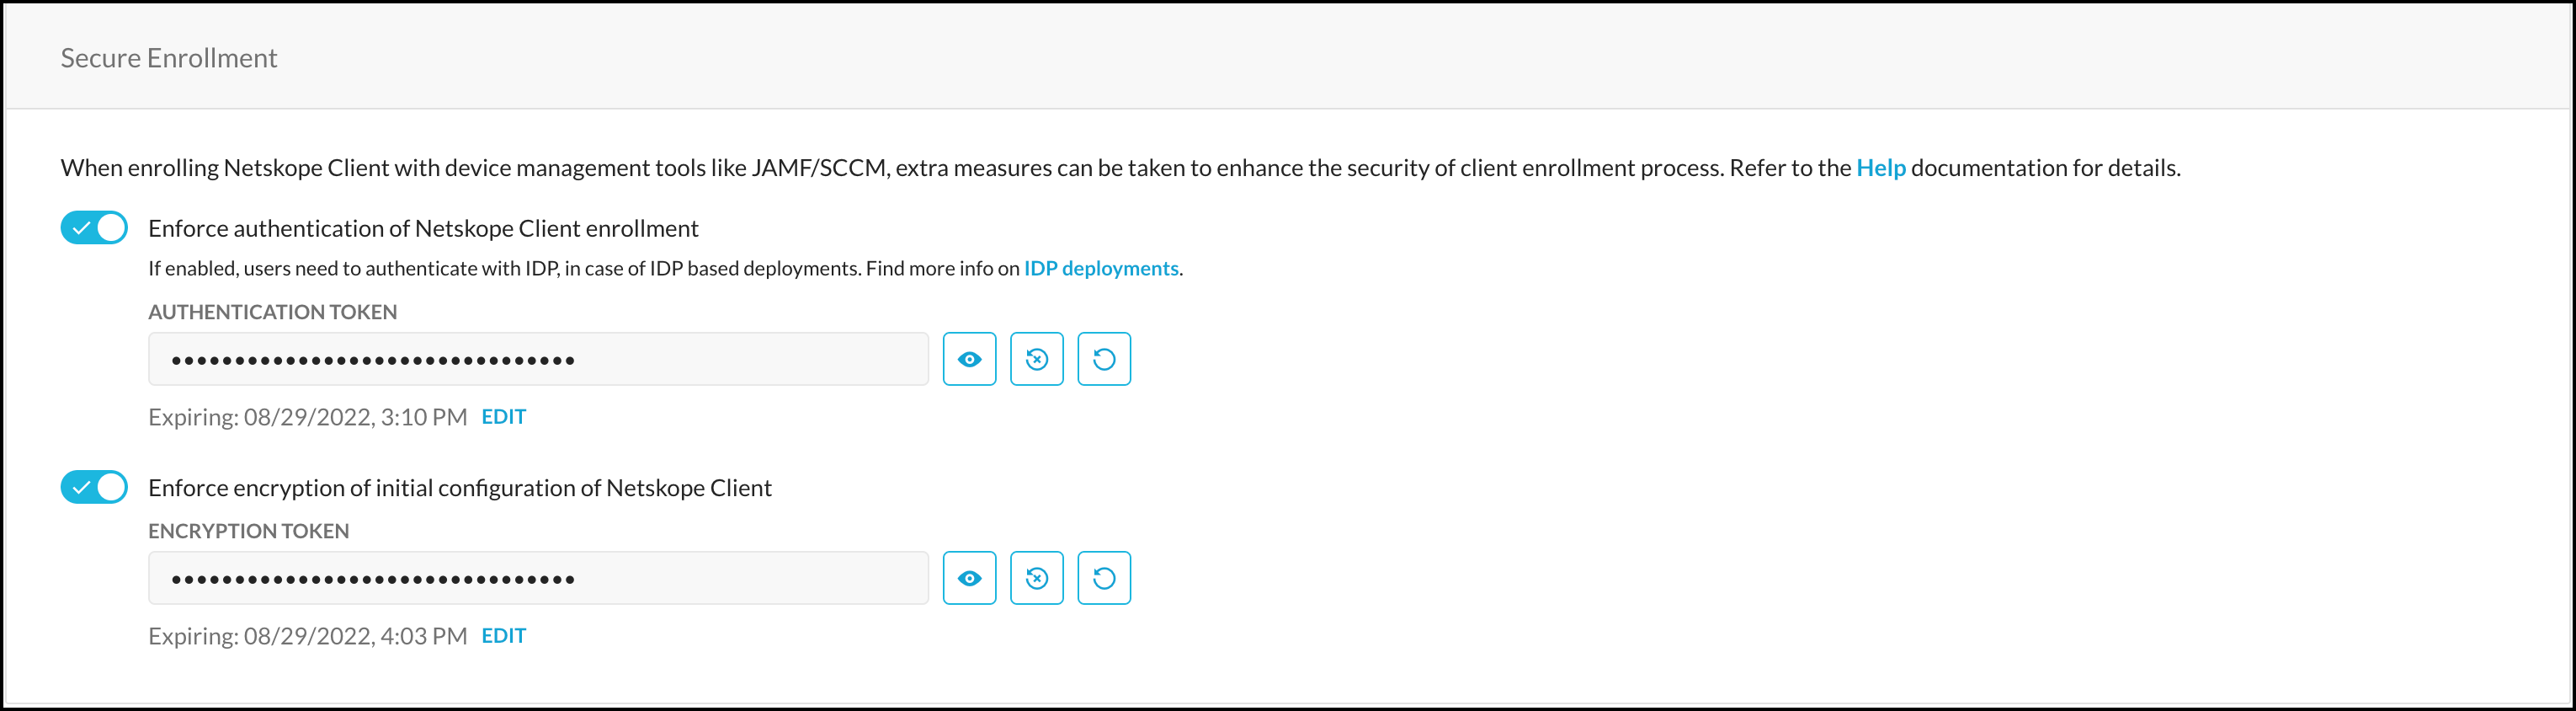 Secure Enrollment
When enrolling Netskope Client with device management tools like JAMF/SCCM, extra measures can be taken to enhance the security of client enrollment process. Refer to the Help documentation for details.
Enforce authentication of Netskope Client enrollment
If enabled, users need to authenticate with IDP, in case of IDP based deployments. Find more info on IDP deployments.
AUTHENTICATION TOKEN
••••••••••••••••••••••••••••••••
Expiring: 08/29/2022, 3:10 PM EDIT
Enforce encryption of initial configuration of Netskope Client
ENCRYPTION TOKEN
••••••••••••••••••••••••••••••••
Expiring: 08/29/2022, 4:03 PM EDIT